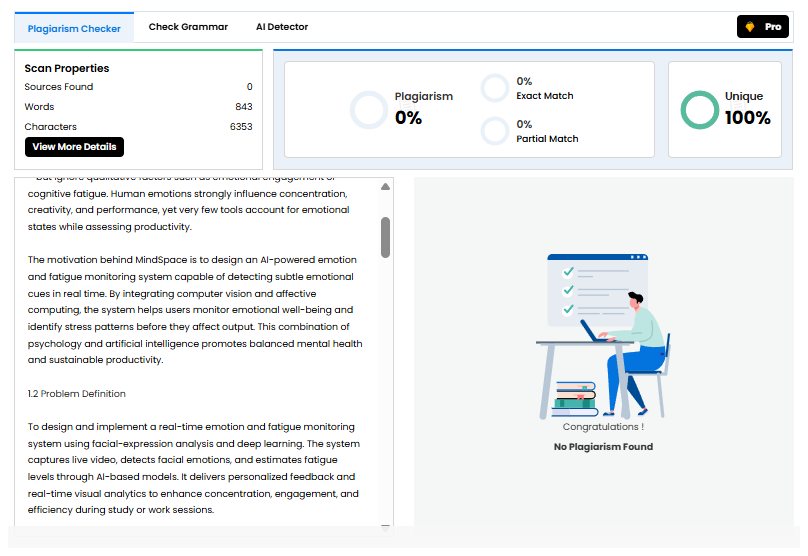 Plagiarism Checker
Check Grammar
AI Detector
Pro
Scan Properties
Sources Found 0
Words 843
Characters 6353
View More Details
Plagiarism
0%
0%
Exact Match
0%
Partial Match
Unique
100%
but ignore qualitative factors such as emotional engagement or
cognitive fatigue. Human emotions strongly influence concentration,
creativity, and performance, yet very few tools account for emotional
states while assessing productivity.
The motivation behind MindSpace is to design an AI-powered emotion
and fatigue monitoring system capable of detecting subtle emotional
cues in real time. By integrating computer vision and affective
computing, the system helps users monitor emotional well-being and
identify stress patterns before they affect output. This combination of
psychology and artificial intelligence promotes balanced mental health
and sustainable productivity.
1.2 Problem Definition
To design and implement a real-time emotion and fatigue monitoring
system using facial-expression analysis and deep learning. The system
captures live video, detects facial emotions, and estimates fatigue
levels through AI-based models. It delivers personalized feedback and
real-time visual analytics to enhance concentration, engagement, and
efficiency during study or work sessions.
Congratulations !
No Plagiarism Found